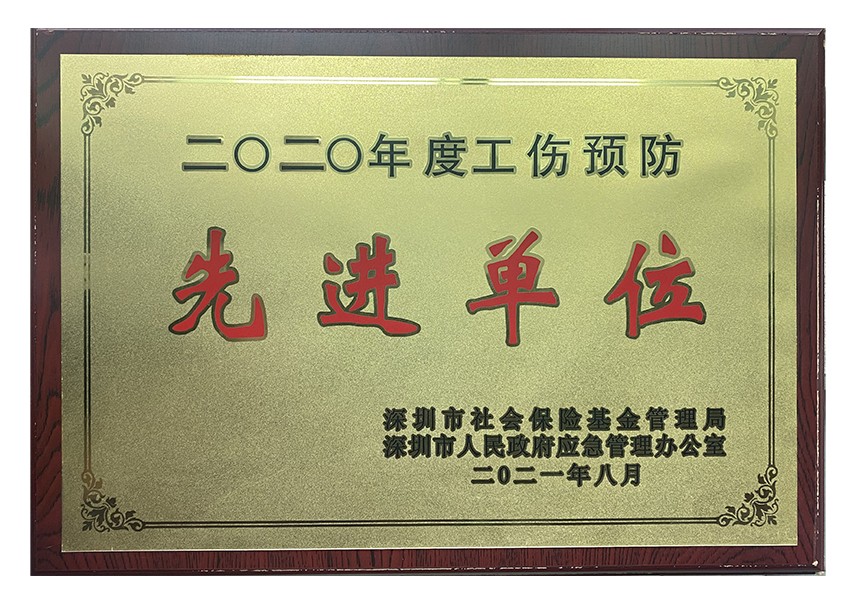 二〇二〇年度工伤预防
先进单位
深圳市社会保险基金管理局
深圳市人民政府应急管理办公室
二〇二一年八月